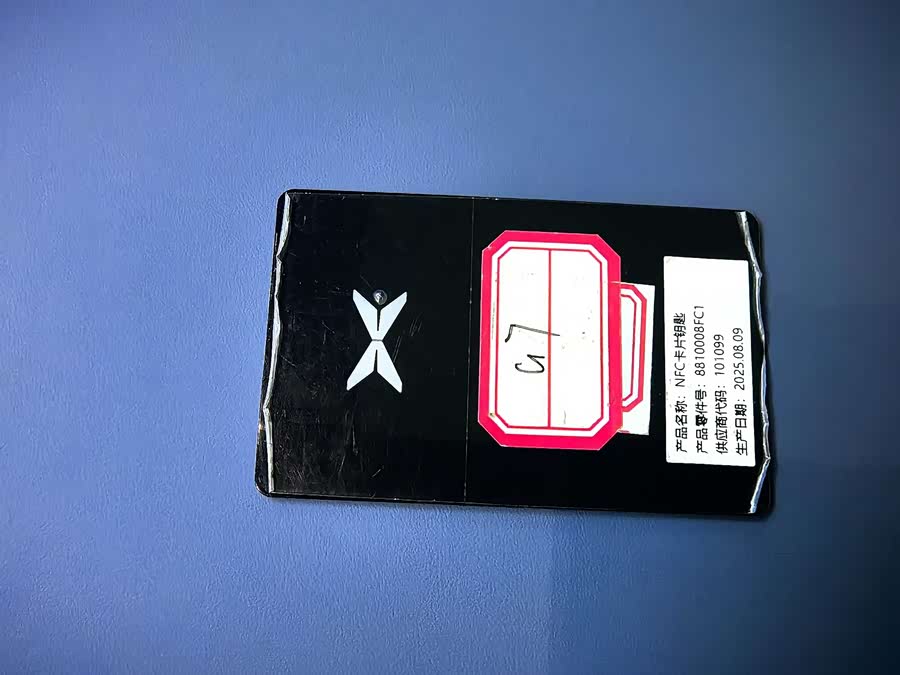 G7
产品名称：NFC卡片钥匙
产品零件号：8810008FC1
供应商代码：101099
生产日期：2025.08.09